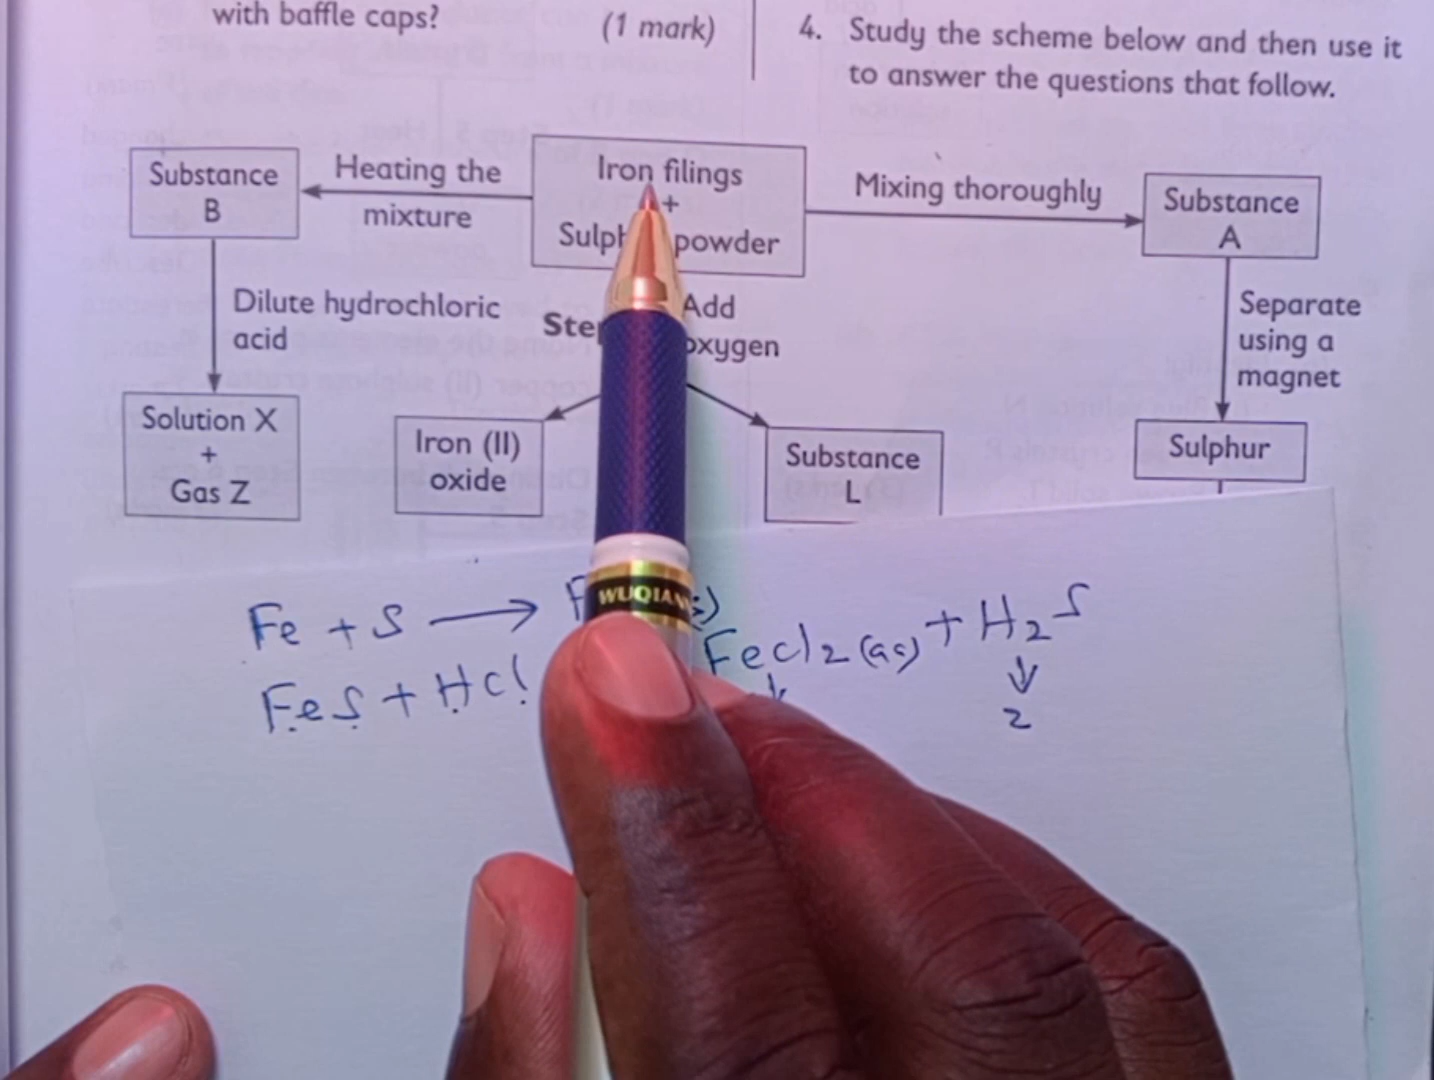 with baffle caps?
(1 mark)
4. Study the scheme below and then use it
to answer the questions that follow.
Substance
B
Heating the
mixture
Iron filings
+
powder
Mixing thoroughly
Substance
A
Dilute hydrochloric
acid
Add
oxygen
Separate
using a
magnet
Solution X
+
Gas Z
Iron (II)
oxide
Substance
L
Sulphur
Fe + S →
FeS + HCl
FeCl2 (aq) + H2S
2
WUQIAN